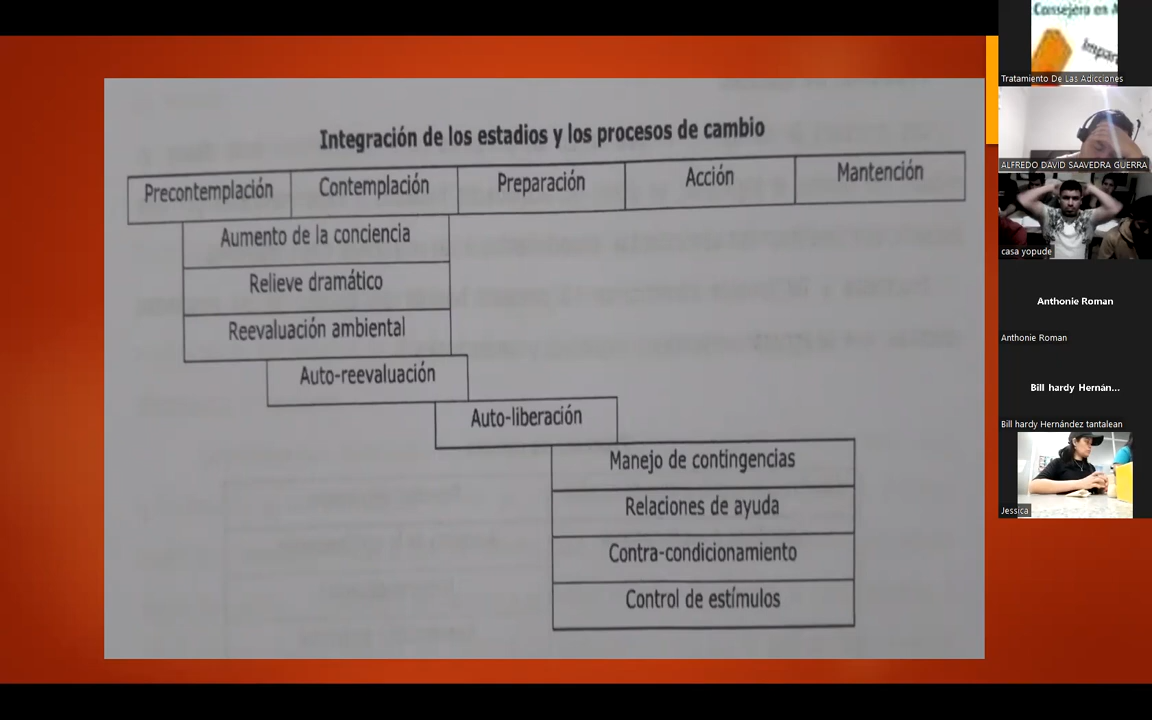 Integración de los estadios y los procesos de cambio
Precontemplación Contemplación Preparación Acción Mantención
Aumento de la conciencia
Relieve dramático
Reevaluación ambiental
Auto-reevaluación
Auto-liberación
Manejo de contingencias
Relaciones de ayuda
Contra-condicionamiento
Control de estímulos
Consejero en A
Impar
Tratamiento De Las Adicciones
ALFREDO DAVID SAAVEDRA GUERRA
casa yopude
Anthonie Roman
Anthonie Roman
Bill hardy Hernán...
Bill hardy Hernández tantalean
Jessica